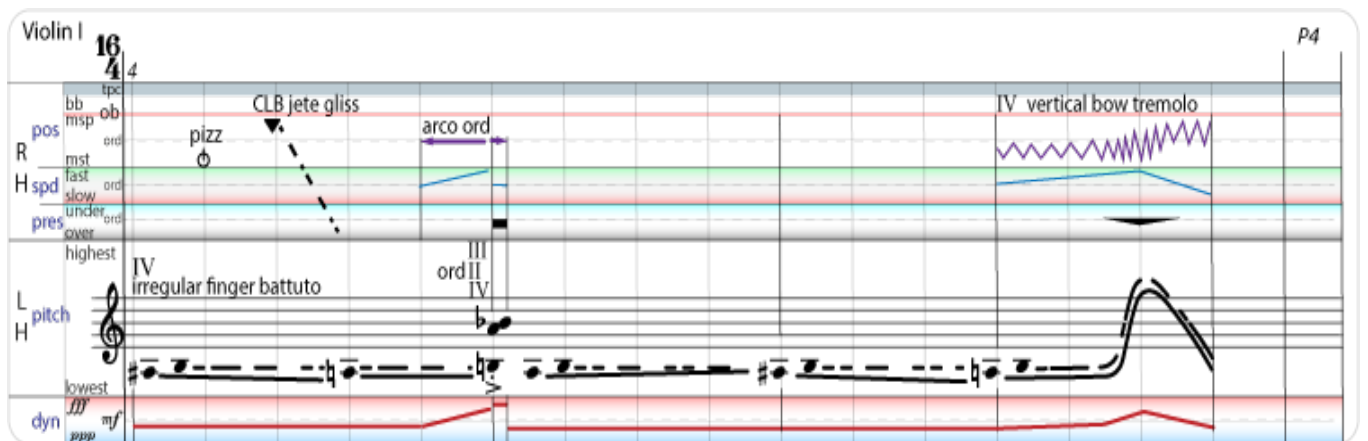 Violin I
16
4
4
P4
tpc
bb
ob
CLB jete gliss
IV vertical bow tremolo
msp
pos
ord
pizz
arco ord
R
mst
H
fast
spd
ord
slow
under
pres
ord
over
highest
III
IV
ord II
irregular finger battuto
IV
L
pitch
H
lowest
fff
dyn
mf
ppp